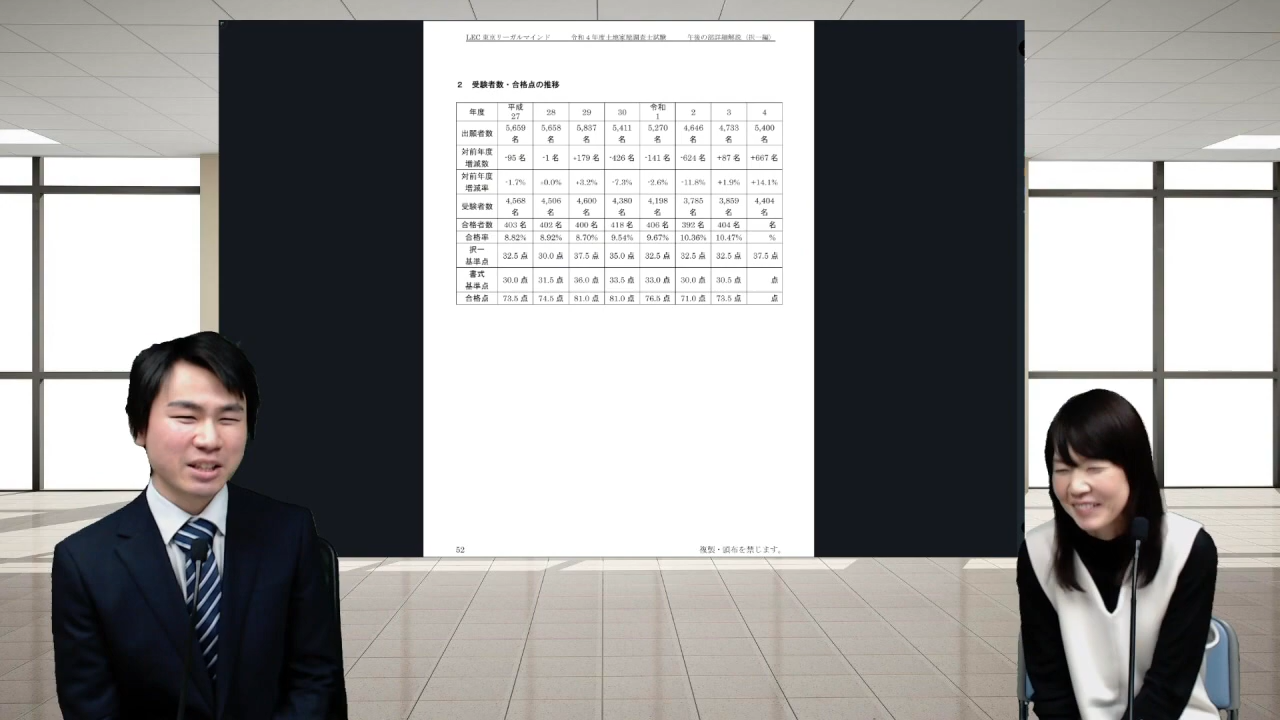 LEC 東京リーガルマインド 令和4年度土地家屋調査士試験 午後の部詳細解説（択一編）
2 受験者数・合格点の推移
年度 平成27 28 29 30 令和1 2 3 4
出願者数 5,659名 5,658名 5,837名 5,411名 5,270名 4,646名 4,733名 5,400名
対前年度増減数 -95名 -1名 +179名 -426名 -141名 -624名 +87名 +667名
対前年度増減率 -1.7% ±0.0% +3.2% -7.3% -2.6% -11.8% +1.9% +14.1%
受験者数 4,568名 4,506名 4,600名 4,380名 4,198名 3,785名 3,859名 4,404名
合格者数 403名 402名 400名 418名 406名 392名 404名 名
合格率 8.82% 8.92% 8.70% 9.54% 9.67% 10.36% 10.47% %
択一基準点 32.5点 30.0点 37.5点 35.0点 32.5点 32.5点 32.5点 37.5点
書式基準点 30.0点 31.5点 36.0点 33.5点 33.0点 30.0点 30.5点 点
合格点 73.5点 74.5点 81.0点 81.0点 76.5点 71.0点 73.5点 点
52 複製・頒布を禁じます。